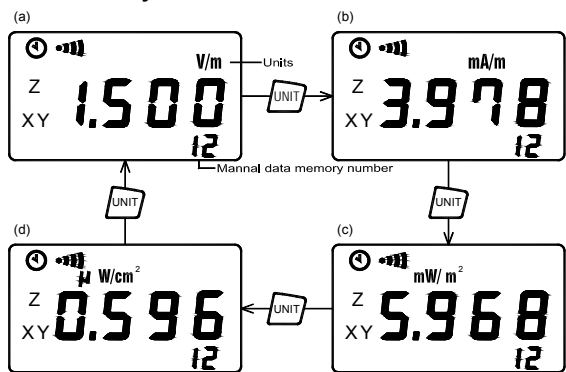 (a)
V/m
Units
Z
XY
1.500
12
Mannal data memory number
UNIT
(b)
mA/m
Z
XY
3.978
12
UNIT
UNIT
(d)
μ W/cm²
Z
XY
0.596
12
UNIT
(c)
mW/ m²
Z
XY
5.968
12